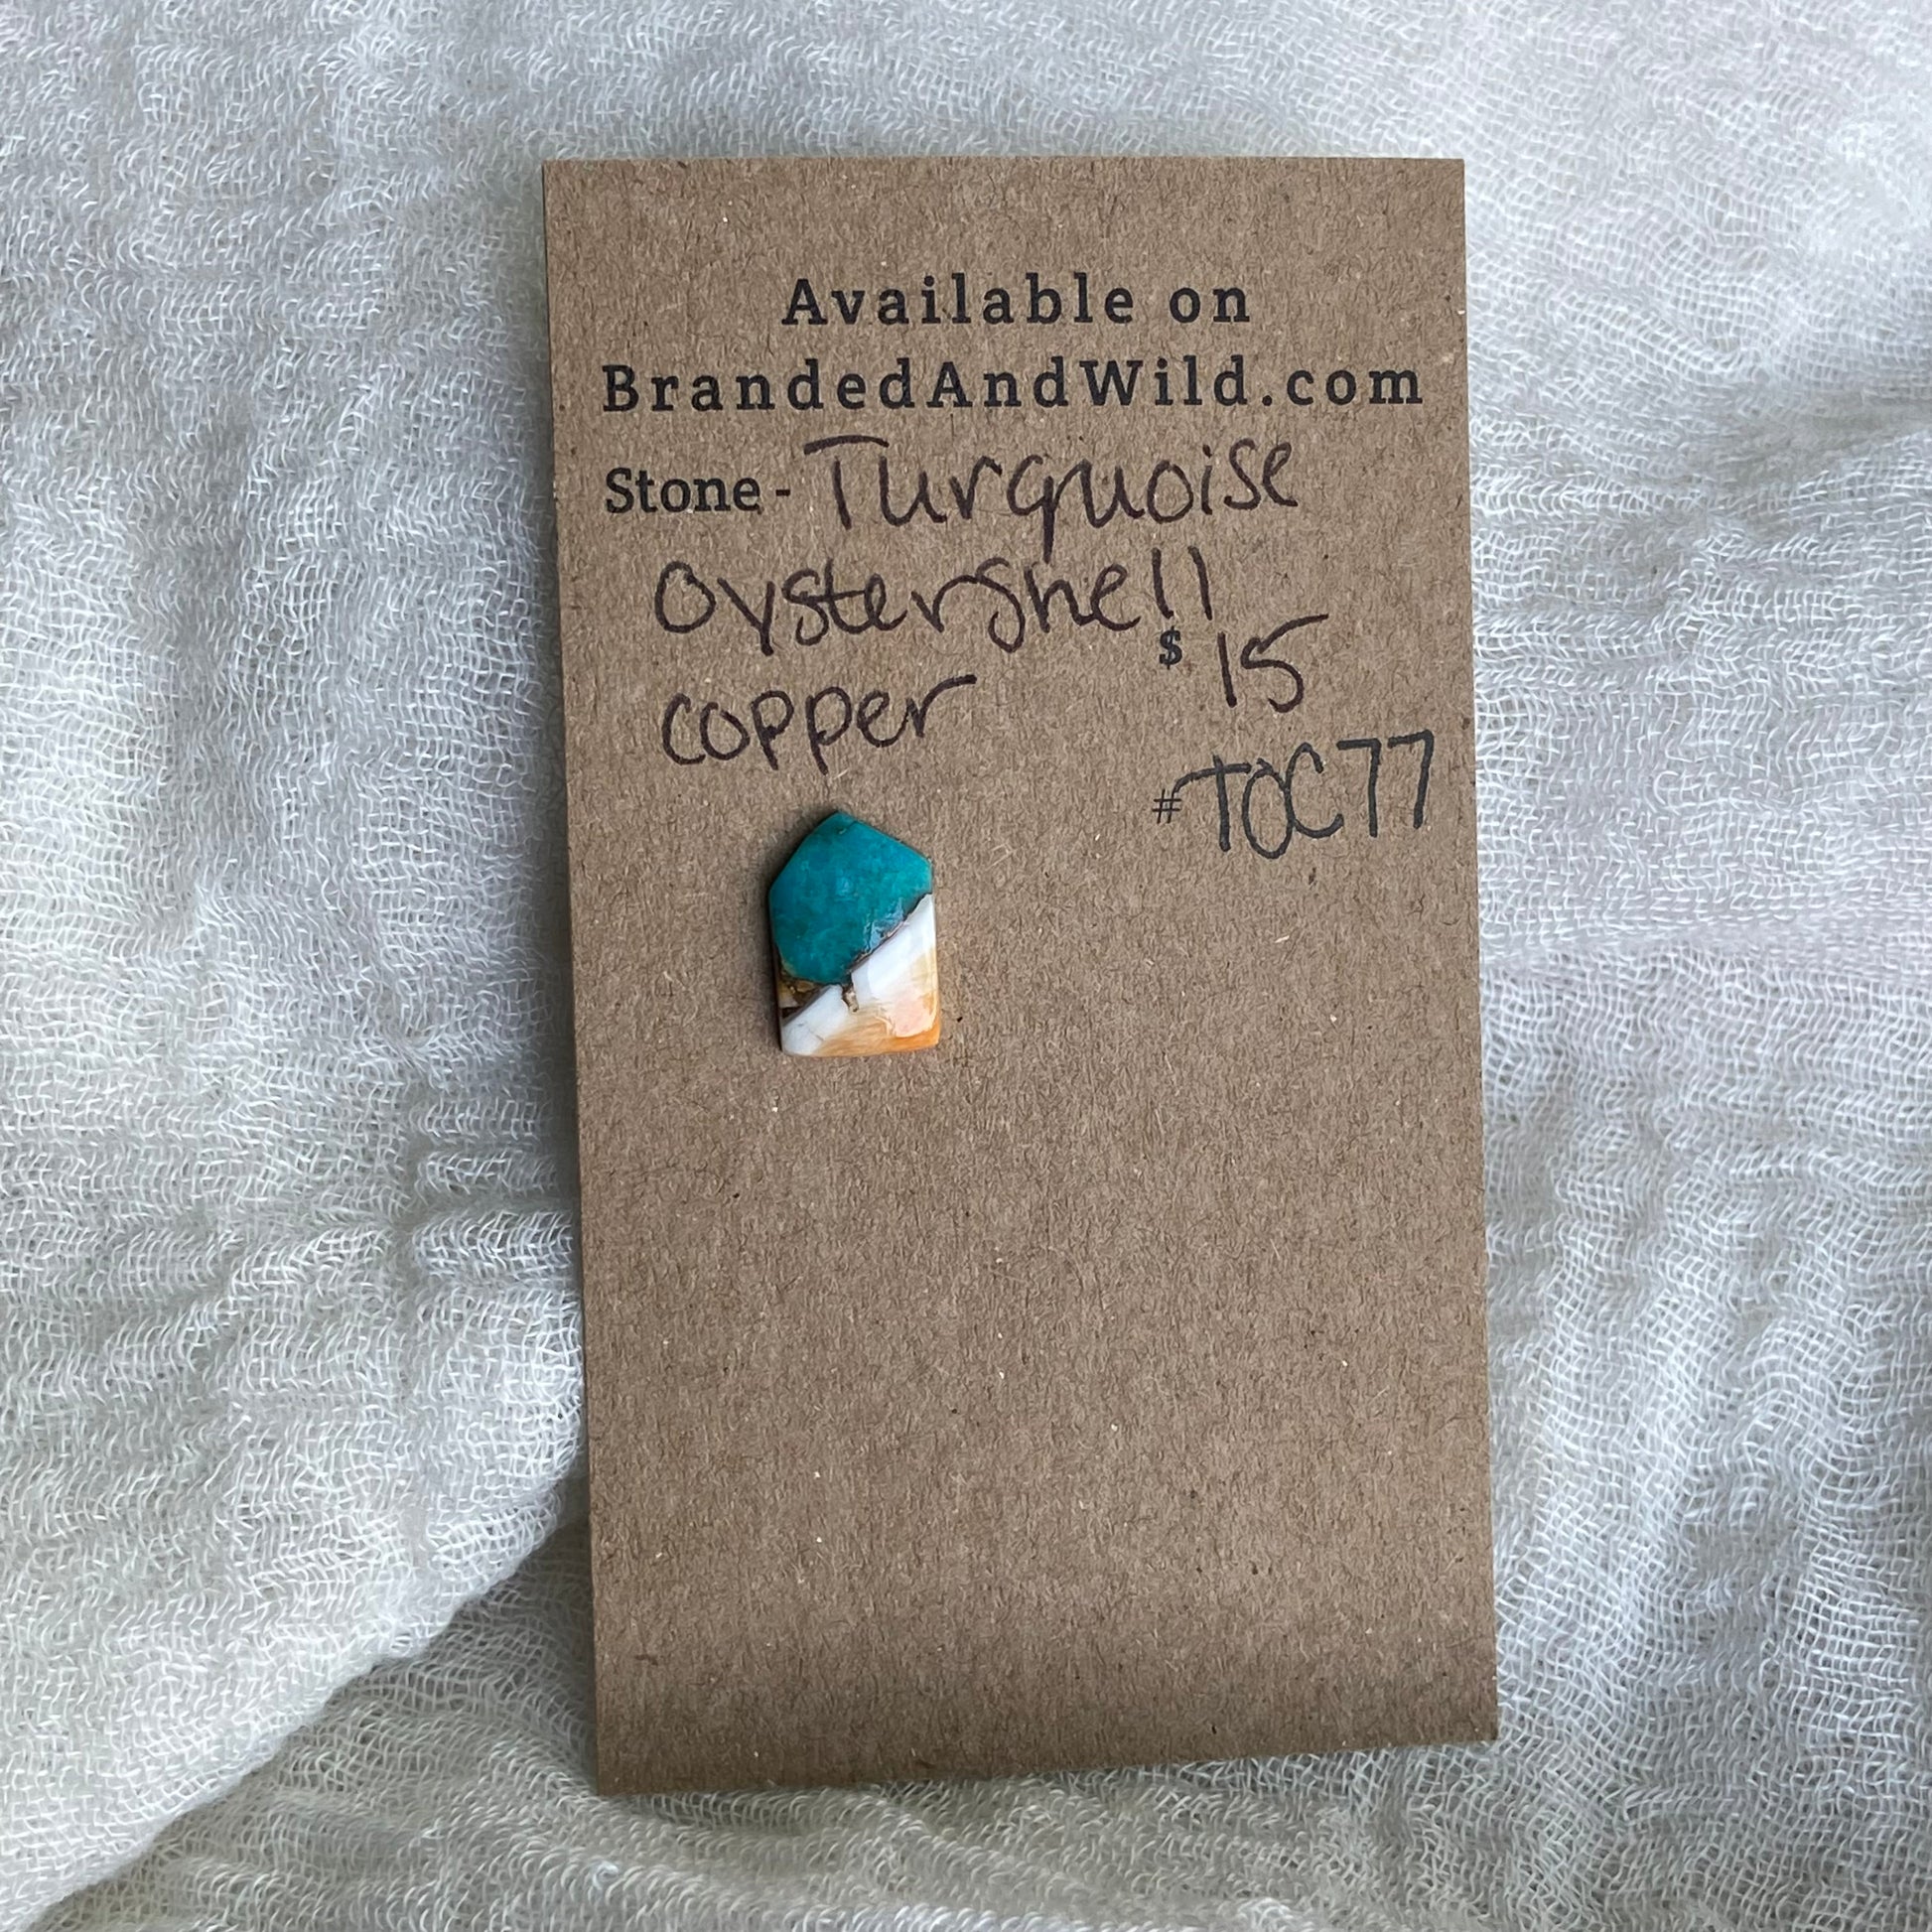 Available on
BrandedAndWild.com
Stone - Turquoise
Oystershell
$ 15
copper
# TOC77